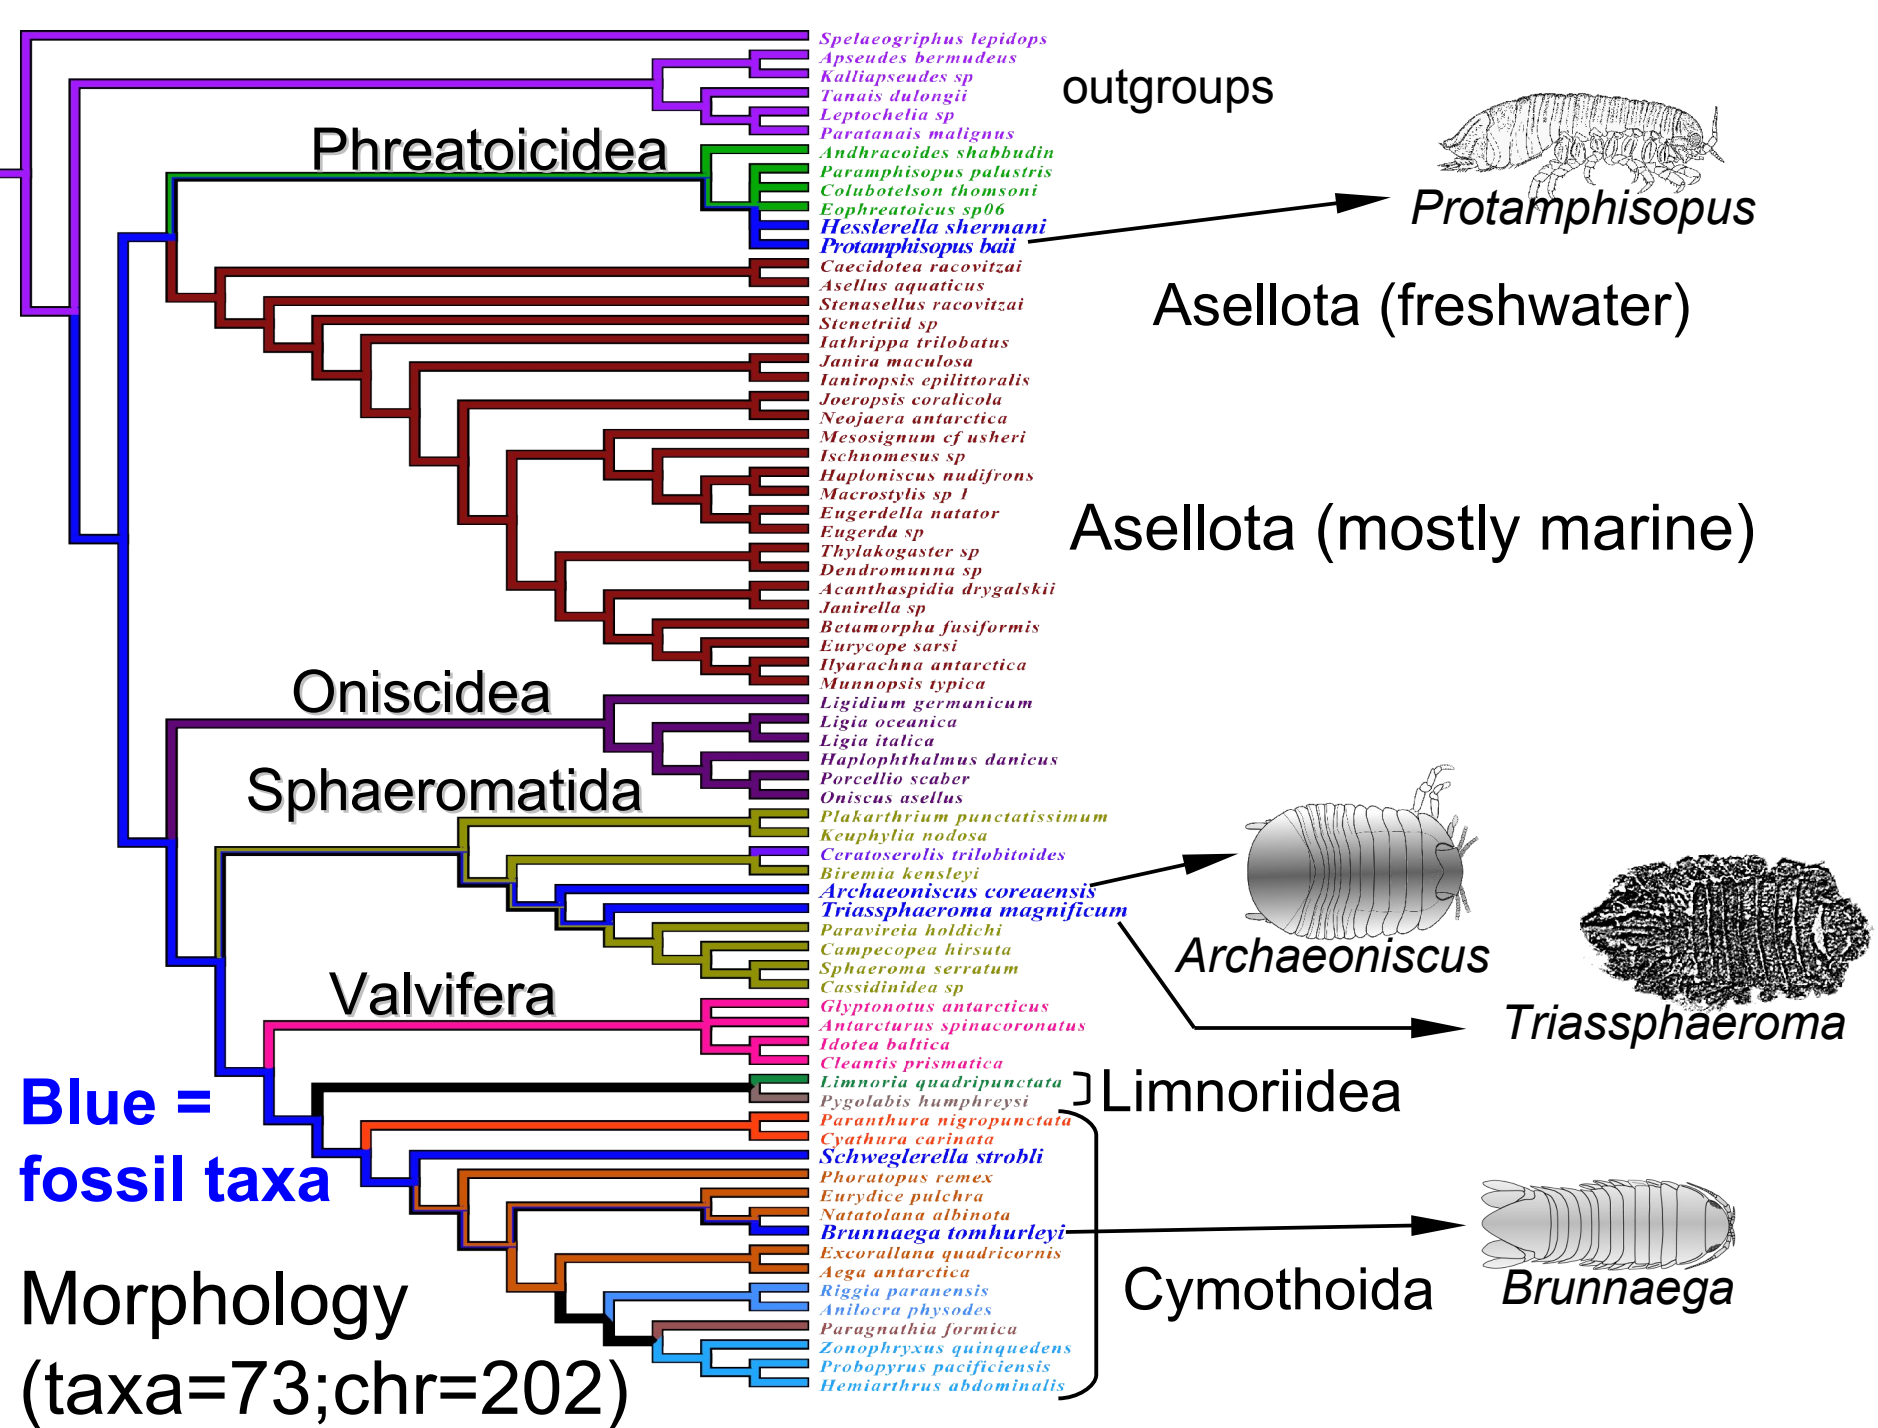 Spelaeogriphus lepidops
Apseudes bermudeus
Kalliapseudes sp
Tanais dulongii
Leptochelia sp
Paratanais malignus
outgroups
Phreatoicidea
Andhracoides shabbudin
Paramphisopus palustris
Colubotelson thomsoni
Eophreatoicus sp06
Hesslerella shermani
Protamphisopus baii
Protamphisopus
Caecidotea racovitzai
Asellus aquaticus
Stenasellus racovitzai
Asellota (freshwater)
Stenetriid sp
Iathrippa trilobatus
Janira maculosa
Ianiropsis epilittoralis
Joeropsis coralicola
Neojaera antarctica
Mesosignum cf usheri
Ischnomesus sp
Haploniscus nudifrons
Macrostylis sp 1
Eugerdella natator
Eugerda sp
Asellota (mostly marine)
Thylakogaster sp
Dendromunna sp
Acanthaspidia drygalskii
Janirella sp
Betamorpha fusiformis
Eurycope sarsi
Ilyarachna antarctica
Munnopsis typica
Oniscidea
Ligidium germanicum
Ligia oceanica
Ligia italica
Haplophthalmus danicus
Porcellio scaber
Oniscus asellus
Sphaeromatida
Plakarthrium punctatissimum
Keuphylia nodosa
Ceratoserolis trilobitoides
Biremia kensleyi
Archaeoniscus coreaensis
Triassphaeroma magnificum
Paravireia holdichi
Campecopea hirsuta
Sphaeroma serratum
Cassidinidea sp
Archaeoniscus
Triassphaeroma
Valvifera
Glyptonotus antarcticus
Antarcturus spinacoronatus
Idotea baltica
Cleantis prismatica
Limnoria quadripunctata
Pygolabis humphreysi
Limnoriidea
Blue =
fossil taxa
Paranthura nigropunctata
Cyathura carinata
Schweglerella strobli
Phoratopus remex
Eurydice pulchra
Natatolana albinota
Brunnaega tomhurleyi
Excorallana quadricornis
Aega antarctica
Riggia paranensis
Anilocra physodes
Paragnathia formica
Zonophryxus quinquedens
Probopyrus pacificiensis
Hemiarthrus abdominalis
Cymothoida
Brunnaega
Morphology
(taxa=73;chr=202)